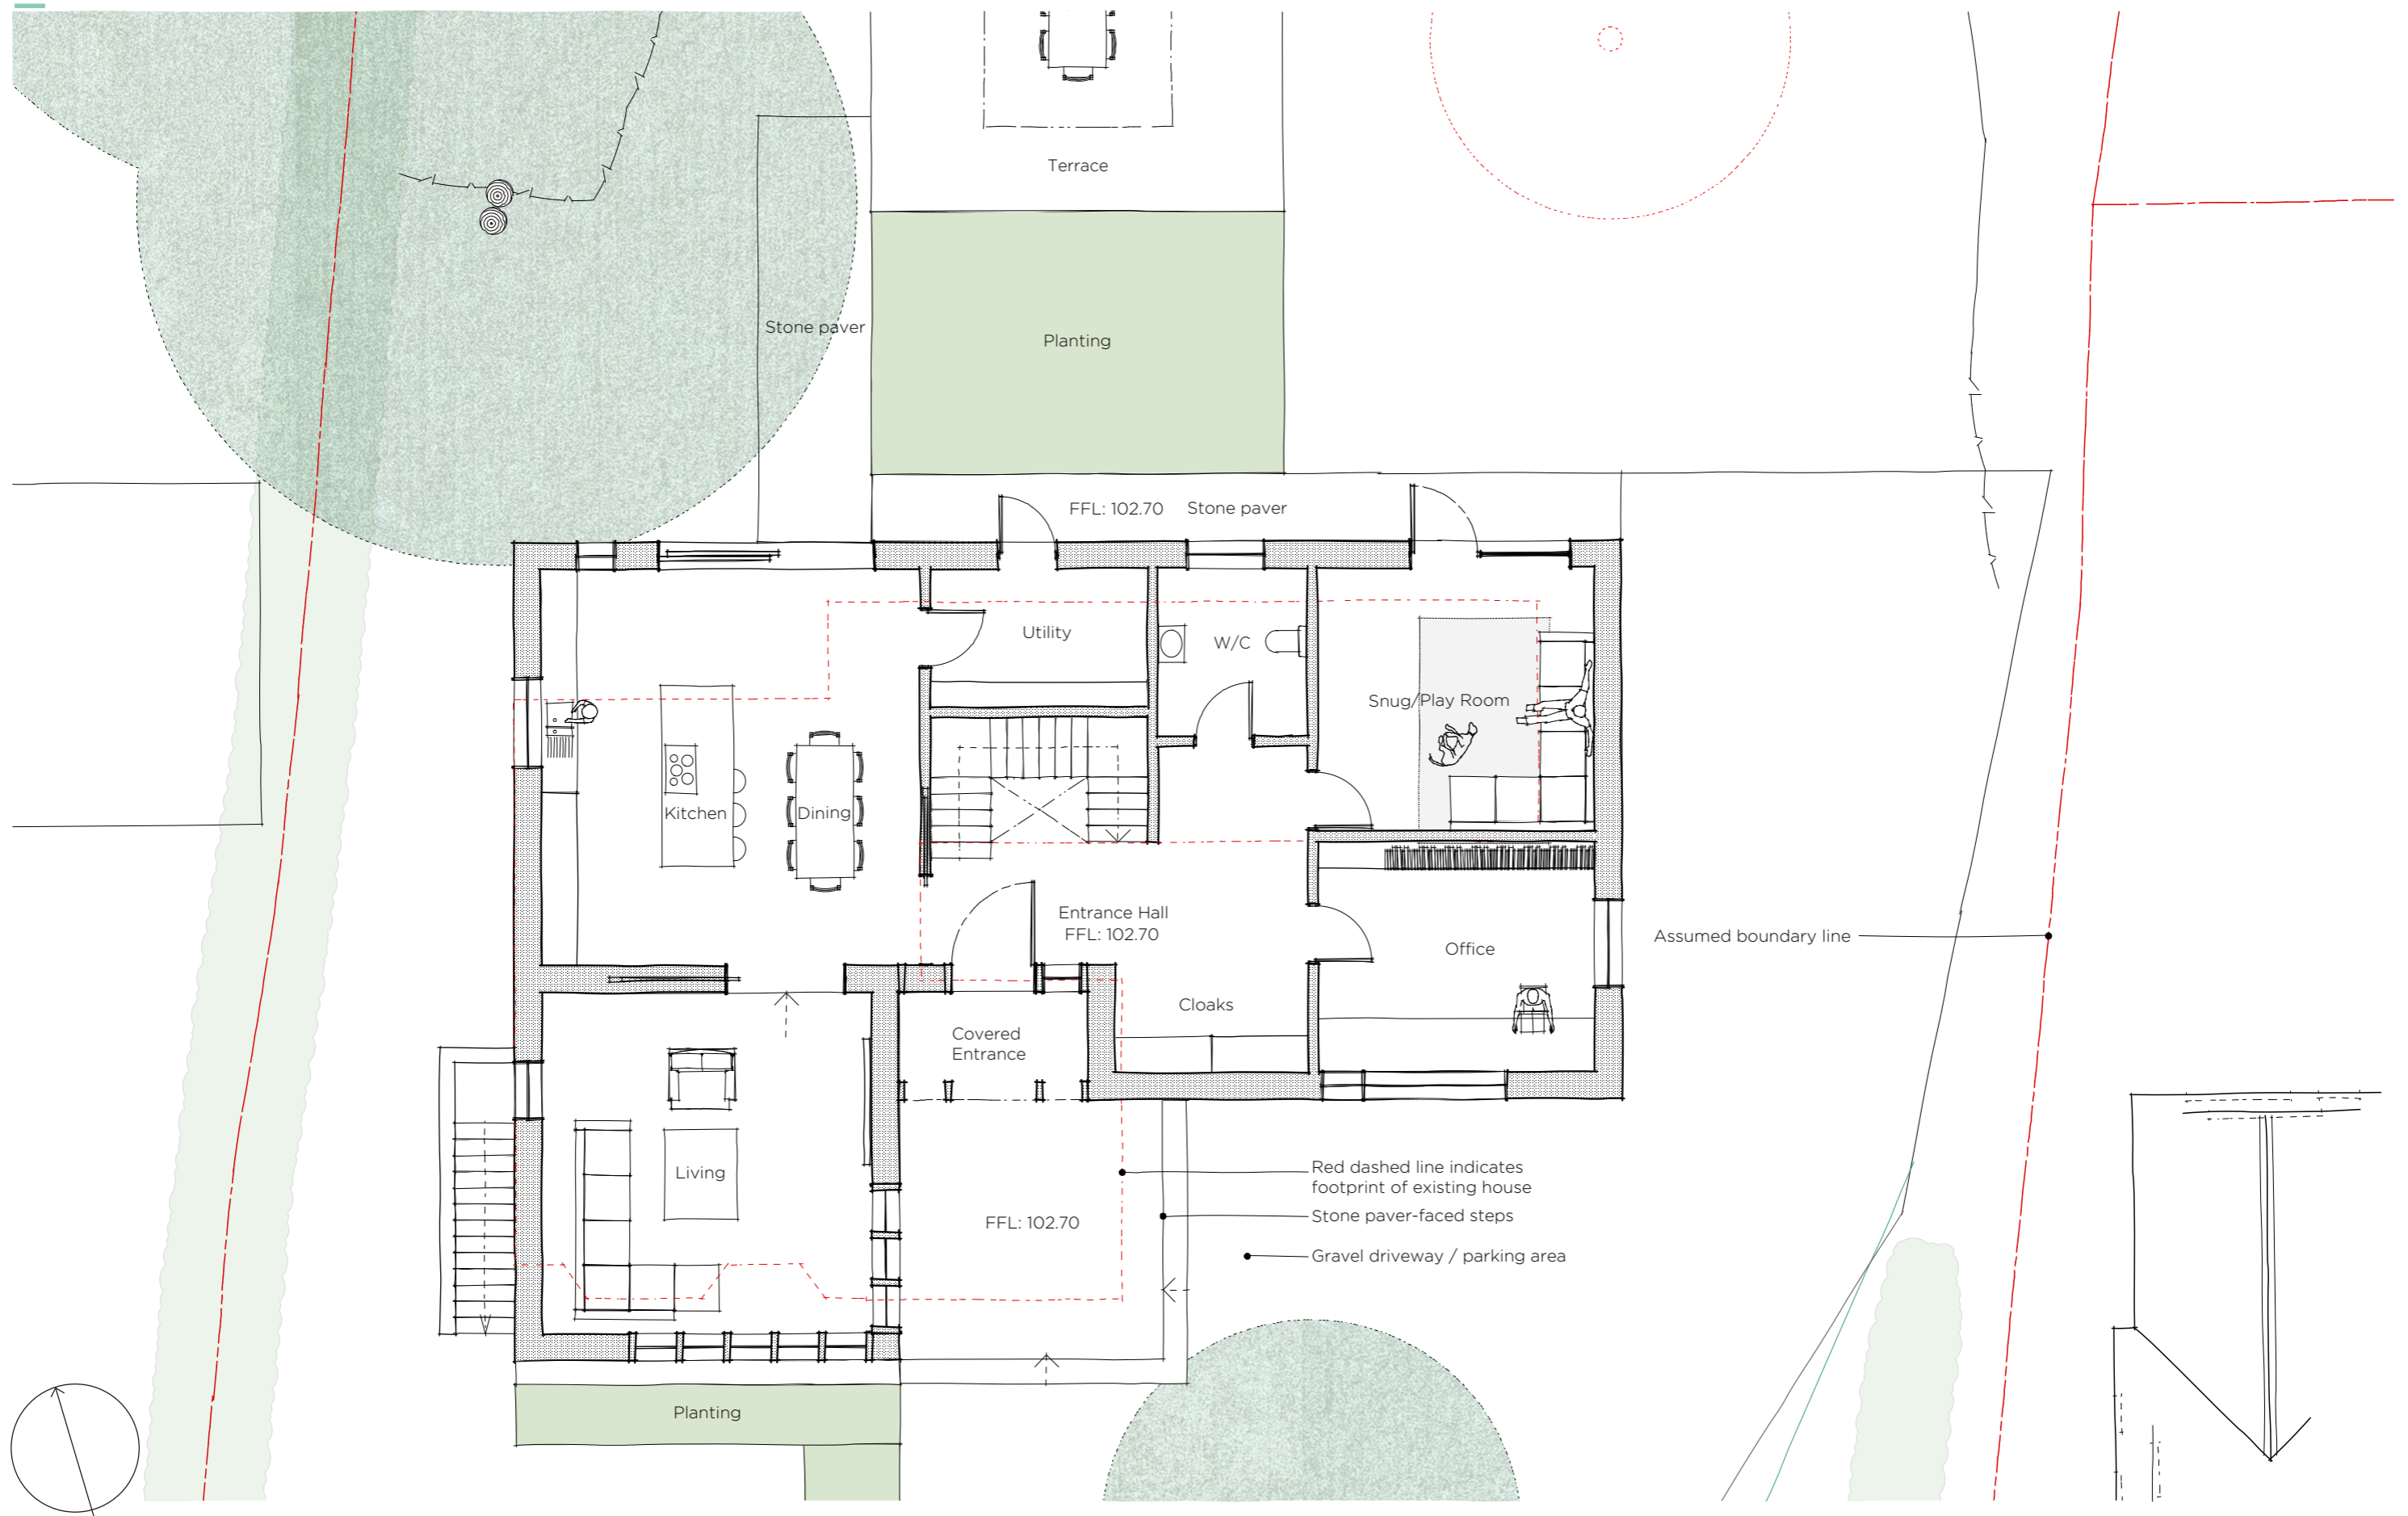 Terrace
Stone paver
Planting
FFL: 102.70 Stone paver
Utility
W/C
Snug/Play Room
Kitchen
Dining
Entrance Hall
FFL: 102.70
Assumed boundary line
Office
Cloaks
Covered
Entrance
Living
Red dashed line indicates
footprint of existing house
Stone paver-faced steps
FFL: 102.70
Gravel driveway / parking area
Planting